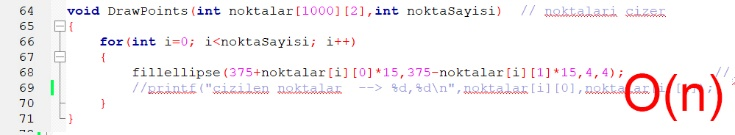 64 void DrawPoints(int noktalar[1000][2],int noktaSayisi) // noktalari cizer
65 {
66 for(int i=0; i<noktaSayisi; i++)
67 {
68 fillellipse(375+noktalar[i][0]*15,375-noktalar[i][1]*15,4,4); //
69 //printf("cizilen noktalar --> %d,%d\n",noktalar[i][0],noktalar[i]
70 }
71 }
O(n)